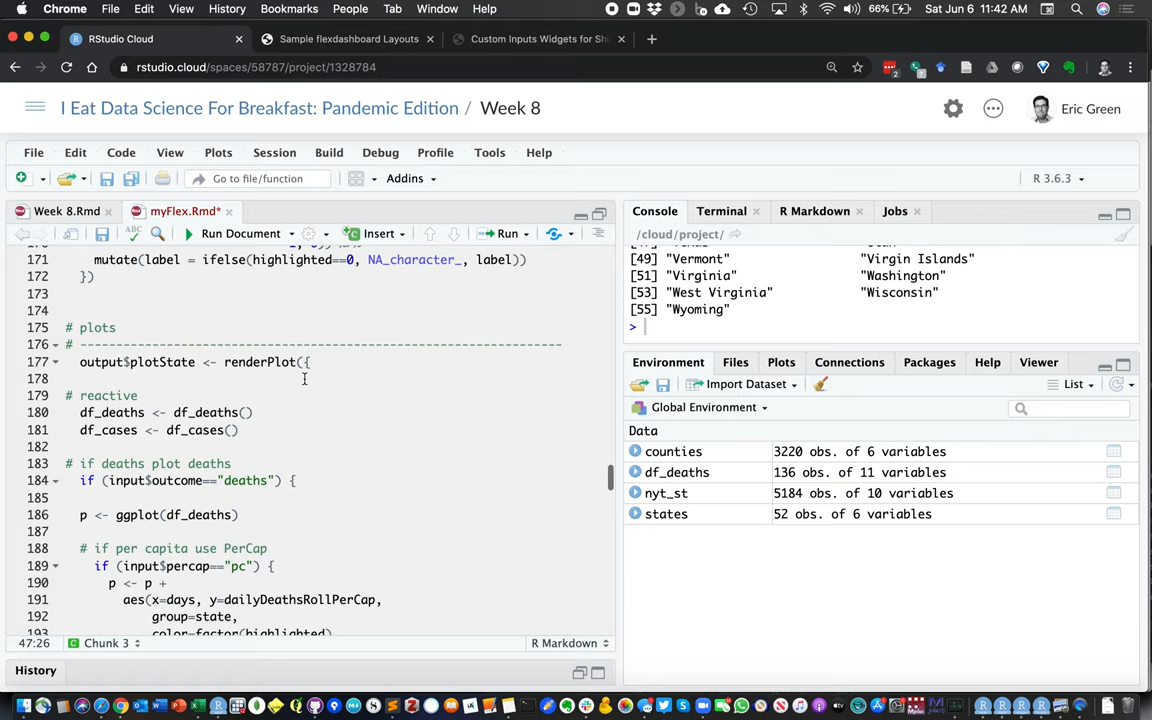 Chrome File Edit View History Bookmarks People Tab Window Help 66% Sat Jun 6 11:42 AM
RStudio Cloud × Sample flexdashboard Layouts × Custom Inputs Widgets for Shi × +
rstudio.cloud/spaces/58787/project/1328784
I Eat Data Science For Breakfast: Pandemic Edition / Week 8 Eric Green
File Edit Code View Plots Session Build Debug Profile Tools Help
Go to file/function Addins R 3.6.3
Week 8.Rmd × myFlex.Rmd* ×
Run Document Insert Run
171 mutate(label = ifelse(highlighted==0, NA_character_, label))
172 })
173
174
175 # plots
176 # -------------------------------------------------------------------
177 output$plotState <- renderPlot({
178
179 # reactive
180 df_deaths <- df_deaths()
181 df_cases <- df_cases()
182
183 # if deaths plot deaths
184 if (input$outcome=="deaths") {
185
186 p <- ggplot(df_deaths)
187
188 # if per capita use PerCap
189 if (input$percap=="pc") {
190 p <- p +
191 aes(x=days, y=dailyDeathsRollPerCap,
192 group=state,
193 color=factor(highlighted)
47:26 Chunk 3 R Markdown
History
Console Terminal × R Markdown × Jobs ×
/cloud/project/
[49] "Vermont" "Virgin Islands"
[51] "Virginia" "Washington"
[53] "West Virginia" "Wisconsin"
[55] "Wyoming"
>
Environment Files Plots Connections Packages Help Viewer
Import Dataset List
Global Environment
Data
counties 3220 obs. of 6 variables
df_deaths 136 obs. of 11 variables
nyt_st 5184 obs. of 10 variables
states 52 obs. of 6 variables